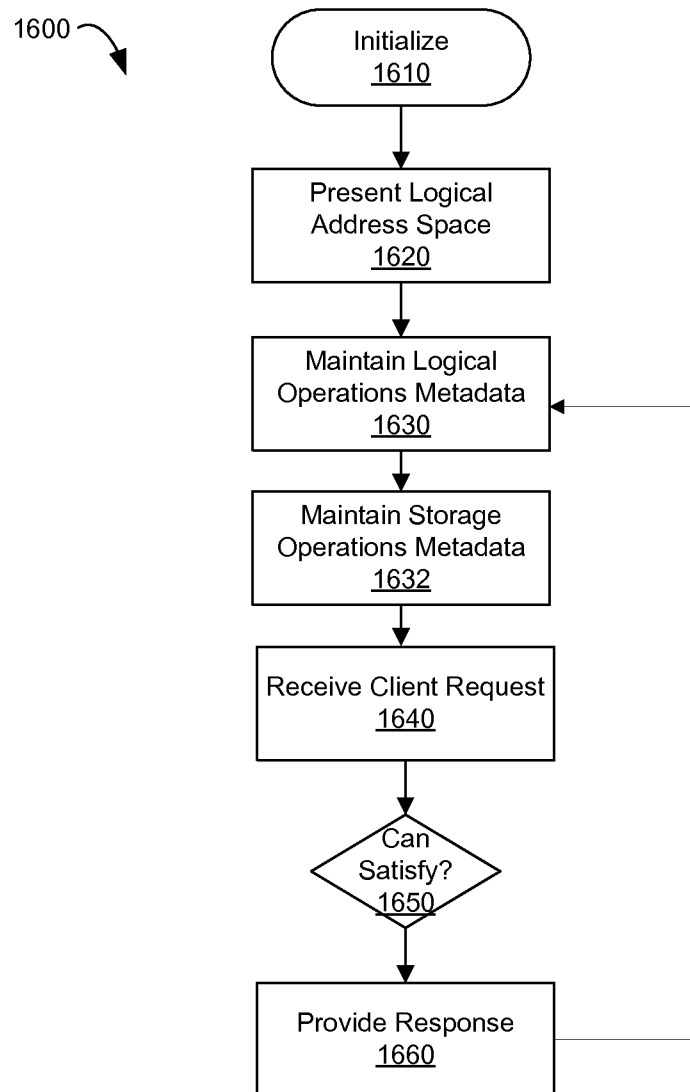 1600
Initialize
1610
Present Logical
Address Space
1620
Maintain Logical
Operations Metadata
1630
Maintain Storage
Operations Metadata
1632
Receive Client Request
1640
Can
Satisfy?
1650
Provide Response
1660